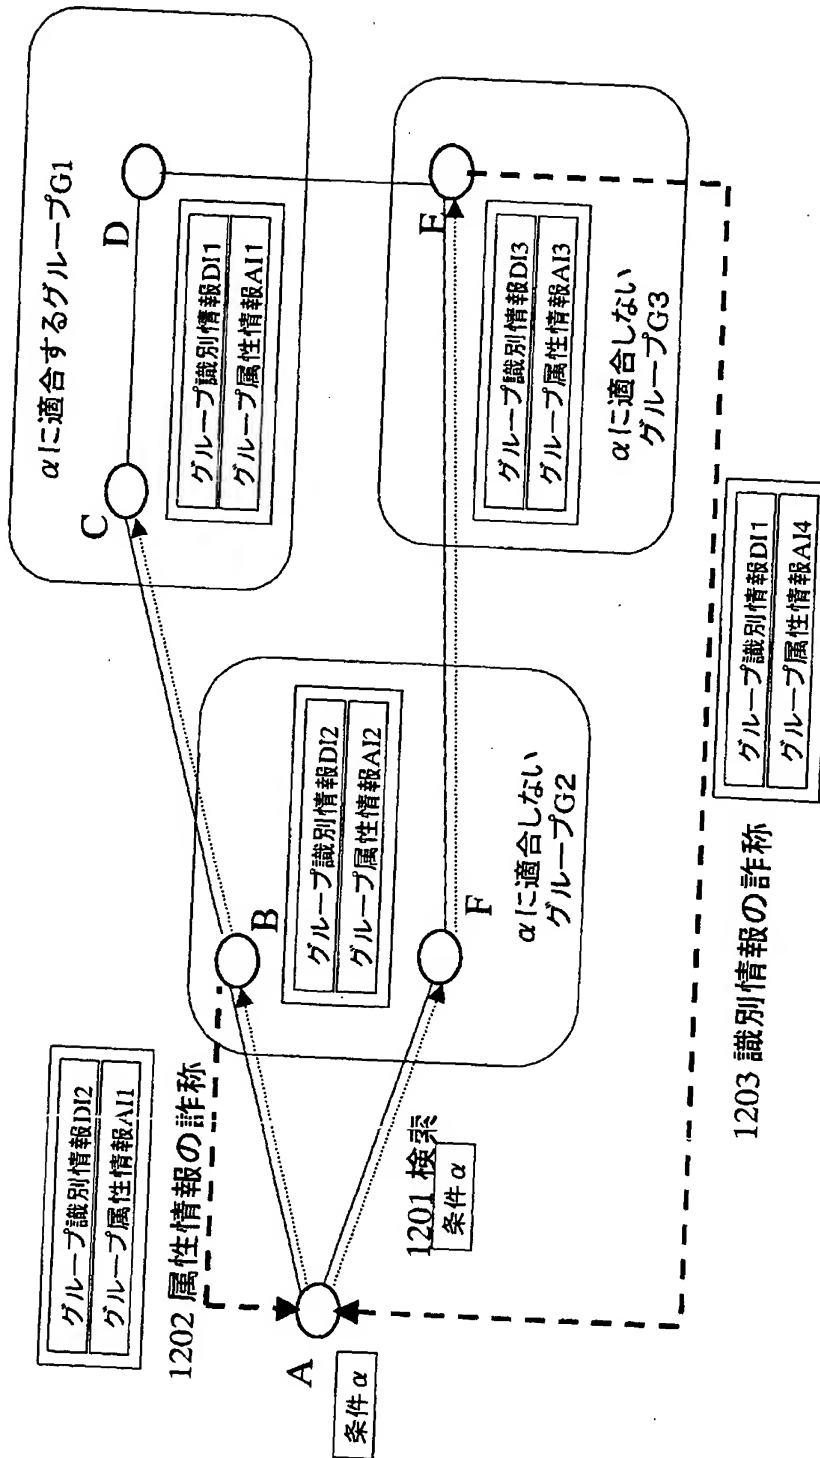 αに適合するグループG1
C
D
グループ識別情報DI1
グループ属性情報AI1
グループ識別情報DI2
グループ属性情報AI1
1202 属性情報の詐称
B
グループ識別情報DI2
グループ属性情報AI2
E
グループ識別情報DI3
グループ属性情報AI3
αに適合しない
グループG3
A
条件α
1201 検索
条件α
F
αに適合しない
グループG2
1203 識別情報の詐称
グループ識別情報DI1
グループ属性情報AI4